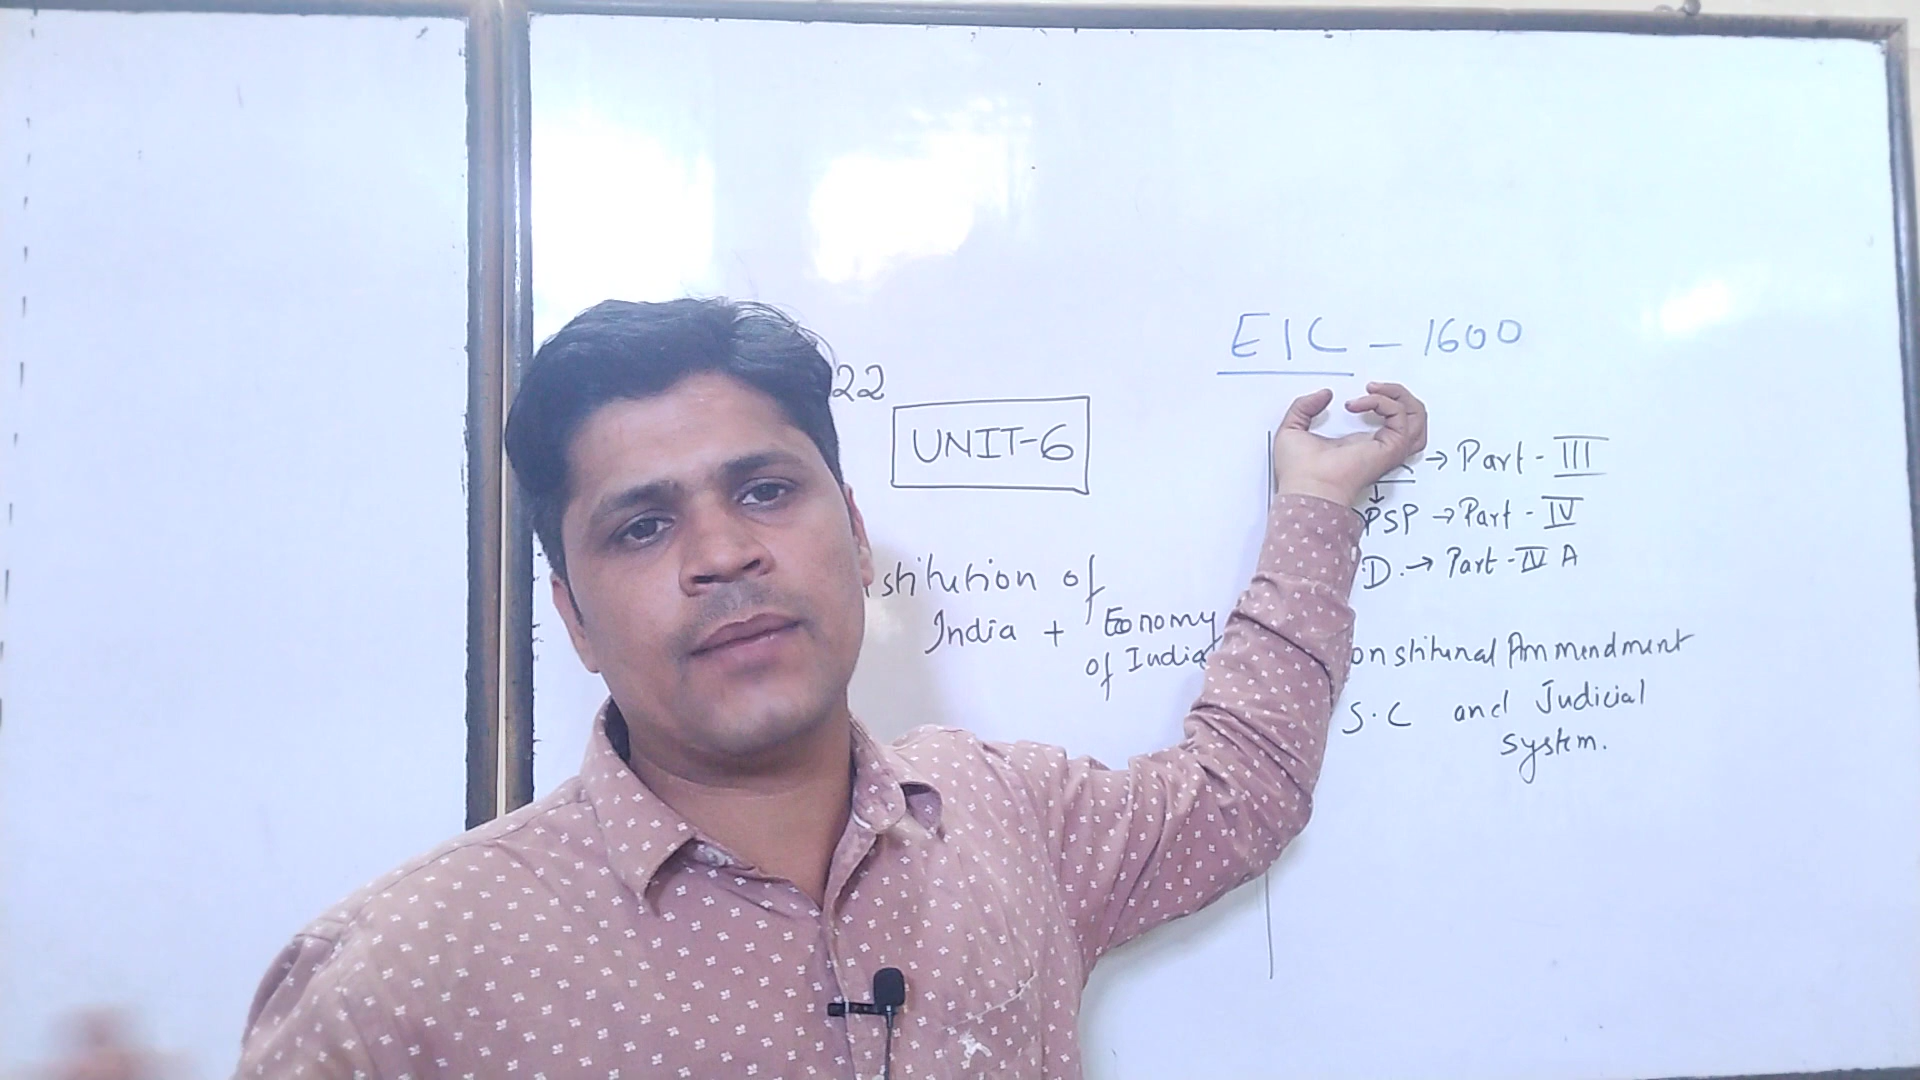 EIC - 1600
22
UNIT-6
→ Part - III
PSP → Part - IV
D. → Part - IV A
stitution of
India + Economy
of India
onstitunal Ammendment
S.C and Judicial
system.